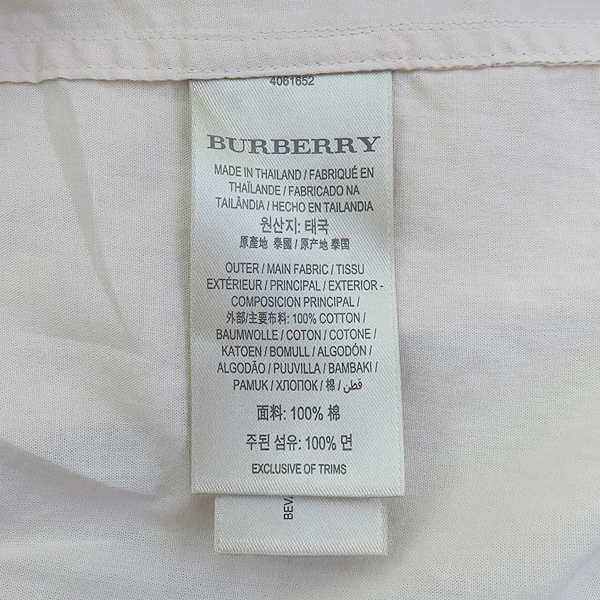 4061652
BURBERRY
MADE IN THAILAND / FABRIQUÉ EN
THAÏLANDE / FABRICADO NA
TAILÂNDIA / HECHO EN TAILANDIA
원산지: 태국
原產地 泰國 / 原产地 泰国
OUTER / MAIN FABRIC / TISSU
EXTÉRIEUR / PRINCIPAL / EXTERIOR -
COMPOSICION PRINCIPAL /
外部/主要布料: 100% COTTON /
BAUMWOLLE / COTON / COTONE /
KATOEN / BOMULL / ALGODÓN /
ALGODÃO / PUUVILLA / BAMBAKI /
PAMUK / ХЛОПОК / 棉 / قطن /
面料: 100% 棉
주된 섬유: 100% 면
EXCLUSIVE OF TRIMS